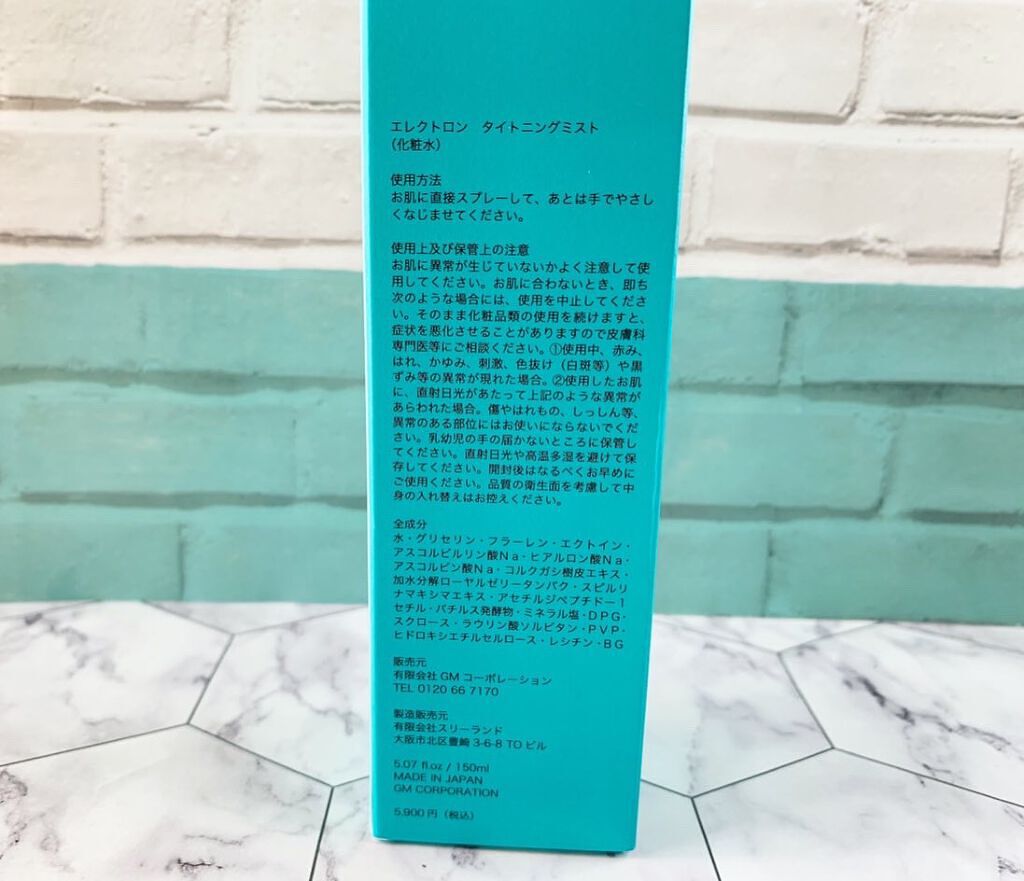 エレクトロン　タイトニングミスト
（化粧水）
使用方法
お肌に直接スプレーして、あとは手でやさし
くなじませてください。
使用上及び保管上の注意
お肌に異常が生じていないかよく注意して使
用してください。お肌に合わないとき、即ち
次のような場合には、使用を中止してくださ
い。そのまま化粧品類の使用を続けますと、
症状を悪化させることがありますので皮膚科
専門医等にご相談ください。①使用中、赤み、
はれ、かゆみ、刺激、色抜け（白斑等）や黒
ずみ等の異常が現れた場合。②使用したお肌
に、直射日光があたって上記のような異常が
あらわれた場合。傷やはれもの、しっしん等、
異常のある部位にはお使いにならないでくだ
さい。乳幼児の手の届かないところに保管し
てください。直射日光や高温多湿を避けて保
存してください。開封後はなるべくお早めに
ご使用ください。品質の衛生面を考慮して中
身の入れ替えはお控えください。
全成分
水・グリセリン・フラーレン・エクトイン・
アスコルビルリン酸Ｎａ・ヒアルロン酸Ｎａ・
アスコルビン酸Ｎａ・コルクガシ樹皮エキス・
加水分解ローヤルゼリータンパク・スピルリ
ナマキシマエキス・アセチルジペプチドー１
セチル・バチルス発酵物・ミネラル塩・ＤＰＧ・
スクロース・ラウリン酸ソルビタン・ＰＶＰ・
ヒドロキシエチルセルロース・レシチン・ＢＧ
販売元
有限会社 GM コーポレーション
TEL 0120 66 7170
製造販売元
有限会社スリーランド
大阪市北区豊崎 3-6-8 TO ビル
5.07 fl.oz / 150ml
MADE IN JAPAN
GM CORPORATION
5,900 円（税込）